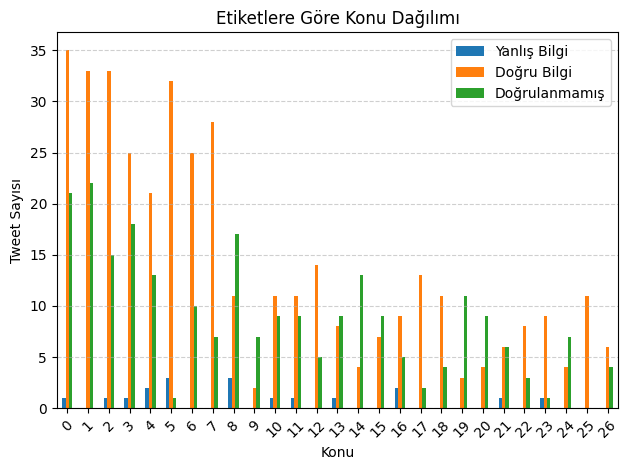 Etiketlere Göre Konu Dağılımı
Yanlış Bilgi
Doğru Bilgi
Doğrulanmamış
Tweet Sayısı
35
30
25
20
15
10
5
0
0 1 2 3 4 5 6 7 8 9 10 11 12 13 14 15 16 17 18 19 20 21 22 23 24 25 26
Konu